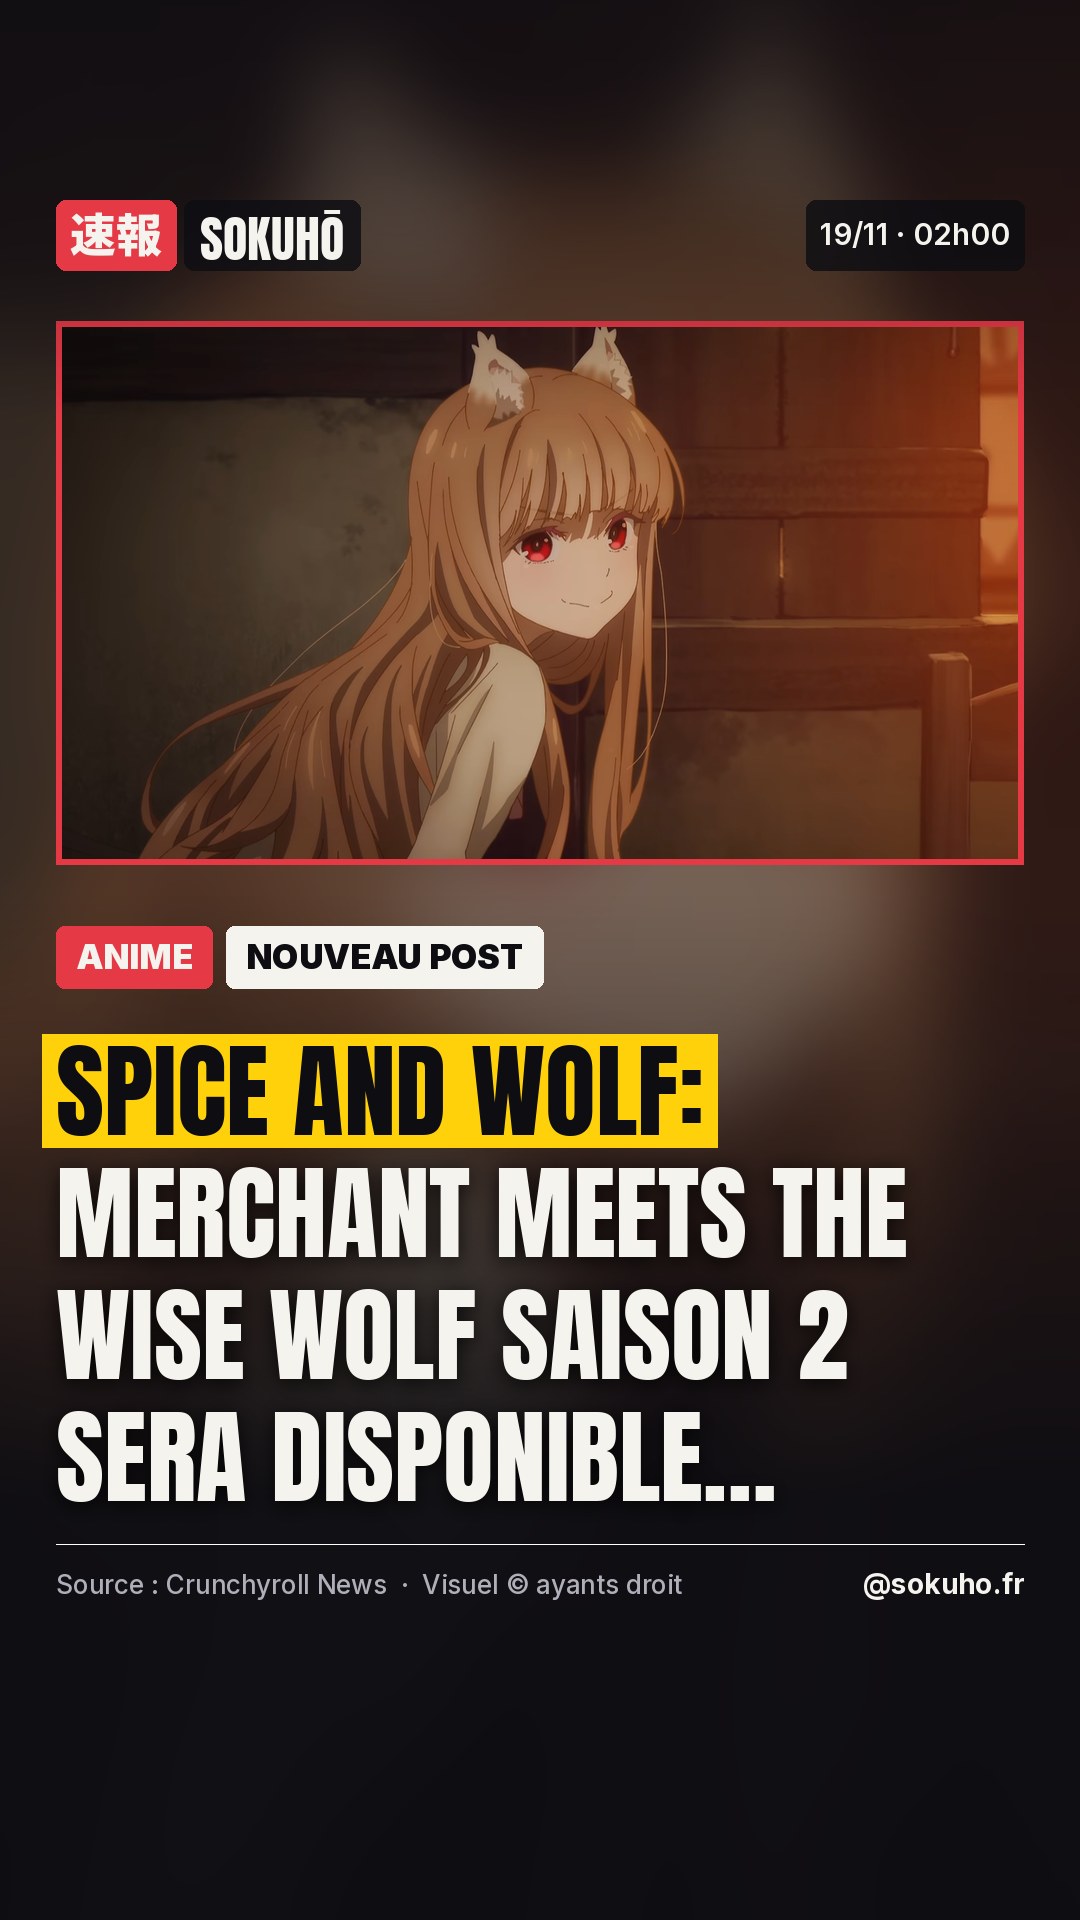 速報 SOKUHŌ 19/11 · 02h00
ANIME NOUVEAU POST
SPICE AND WOLF:
MERCHANT MEETS THE
WISE WOLF SAISON 2
SERA DISPONIBLE...
Source : Crunchyroll News · Visuel © ayants droit @sokuho.fr